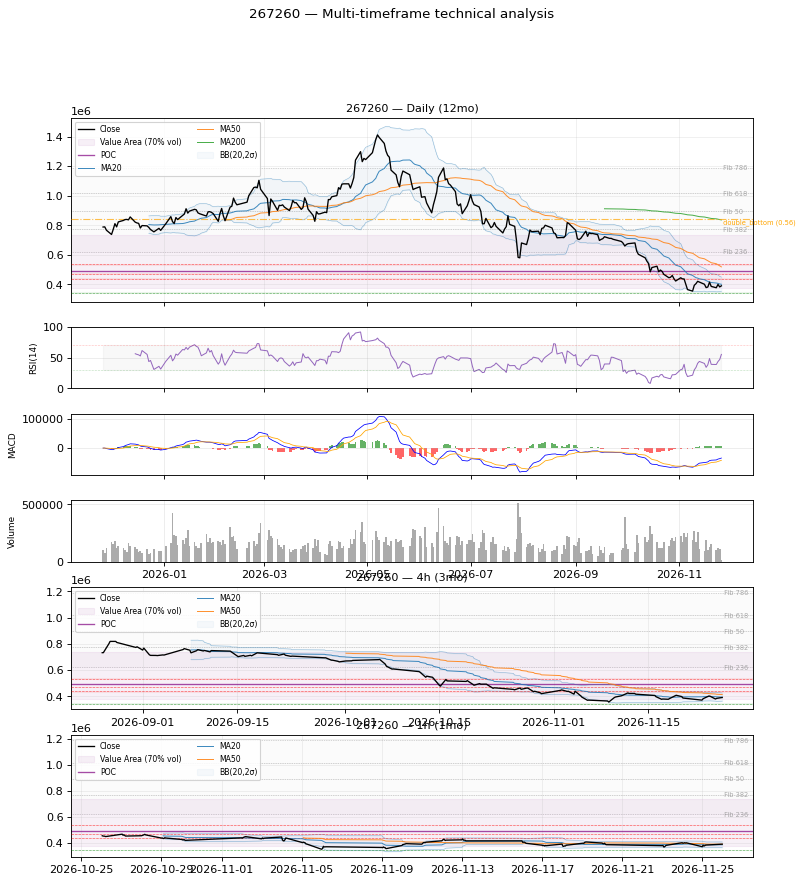 267260 — Multi-timeframe technical analysis
267260 — Daily (12mo)
1e6
Close
Value Area (70% vol)
POC
MA20
MA50
MA200
BB(20,2σ)
1.4
1.2
1.0
0.8
0.6
0.4
Fib 786
Fib 618
Fib 50
double_bottom (0.56)
Fib 382
Fib 236
RSI(14)
100
50
0
MACD
100000
0
Volume
500000
0
2026-01
2026-03
2026-05
2026-07
2026-09
2026-11
267260 — 4h (3mo)
1e6
Close
Value Area (70% vol)
POC
MA20
MA50
BB(20,2σ)
1.2
1.0
0.8
0.6
0.4
Fib 786
Fib 618
Fib 50
Fib 382
Fib 236
2026-09-01
2026-09-15
2026-10-01
2026-10-15
2026-11-01
2026-11-15
267260 — 1h (1mo)
1e6
Close
Value Area (70% vol)
POC
MA20
MA50
BB(20,2σ)
1.2
1.0
0.8
0.6
0.4
Fib 786
Fib 618
Fib 50
Fib 382
Fib 236
2026-10-25
2026-10-29
2026-11-01
2026-11-05
2026-11-09
2026-11-13
2026-11-17
2026-11-21
2026-11-25